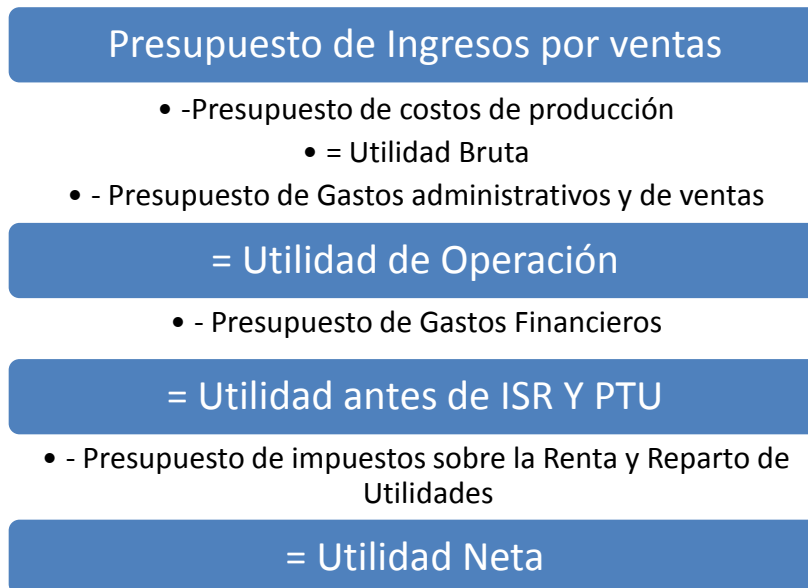 Presupuesto de Ingresos por ventas
• -Presupuesto de costos de producción
• = Utilidad Bruta
• - Presupuesto de Gastos administrativos y de ventas
= Utilidad de Operación
• - Presupuesto de Gastos Financieros
= Utilidad antes de ISR Y PTU
• - Presupuesto de impuestos sobre la Renta y Reparto de
Utilidades
= Utilidad Neta